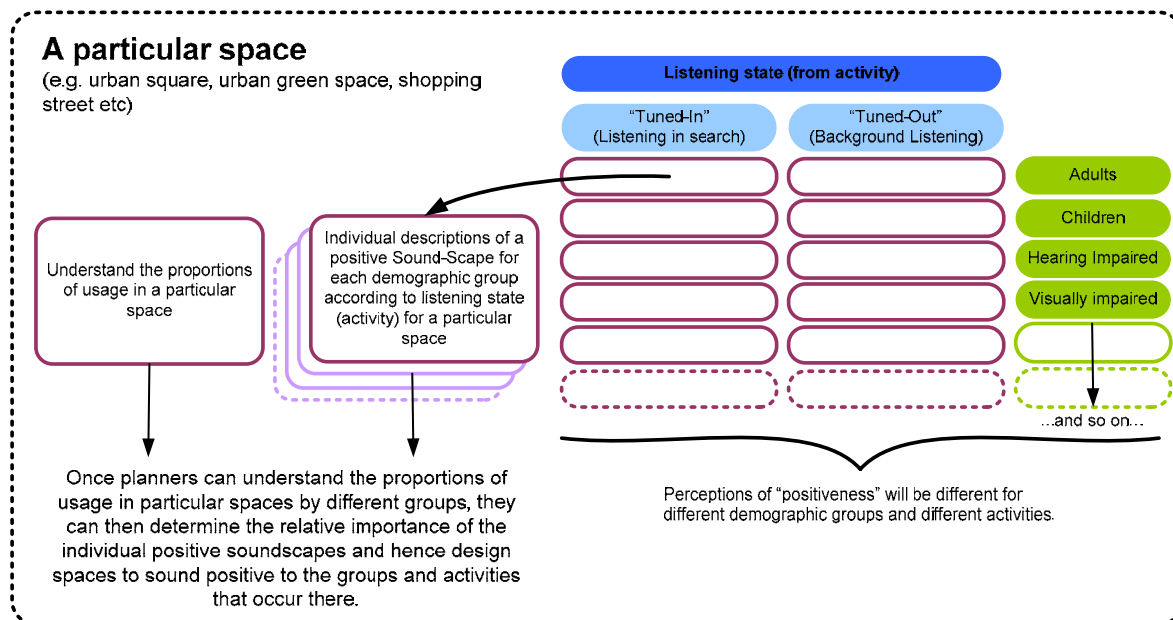 A particular space
(e.g. urban square, urban green space, shopping
street etc)
Listening state (from activity)
“Tuned-In”
(Listening in search)
“Tuned-Out”
(Background Listening)
Adults
Children
Hearing Impaired
Visually impaired
...and so on...
Understand the proportions
of usage in a particular
space
Individual descriptions of a
positive Sound-Scape for
each demographic group
according to listening state
(activity) for a particular
space
Once planners can understand the proportions of
usage in particular spaces by different groups, they
can then determine the relative importance of the
individual positive soundscapes and hence design
spaces to sound positive to the groups and activities
that occur there.
Perceptions of “positiveness” will be different for
different demographic groups and different activities.